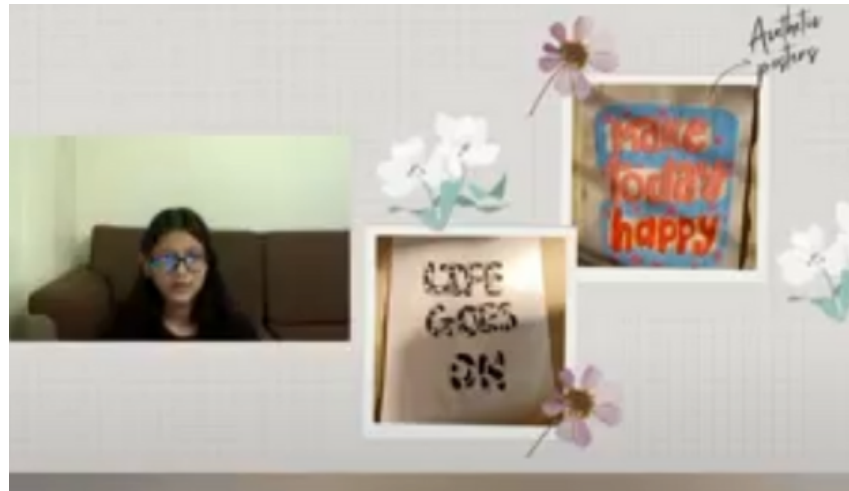 Aesthetic
posters
Make
Today
happy
LIFE
GOES
ON